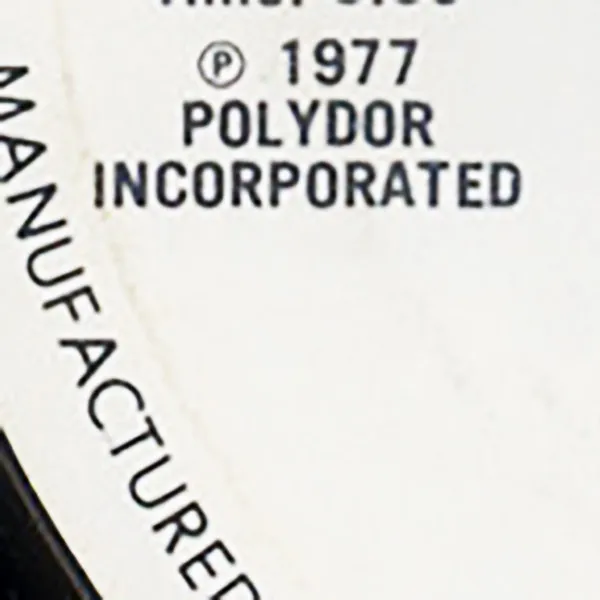 ℗ 1977
POLYDOR
INCORPORATED
MANUFACTURED